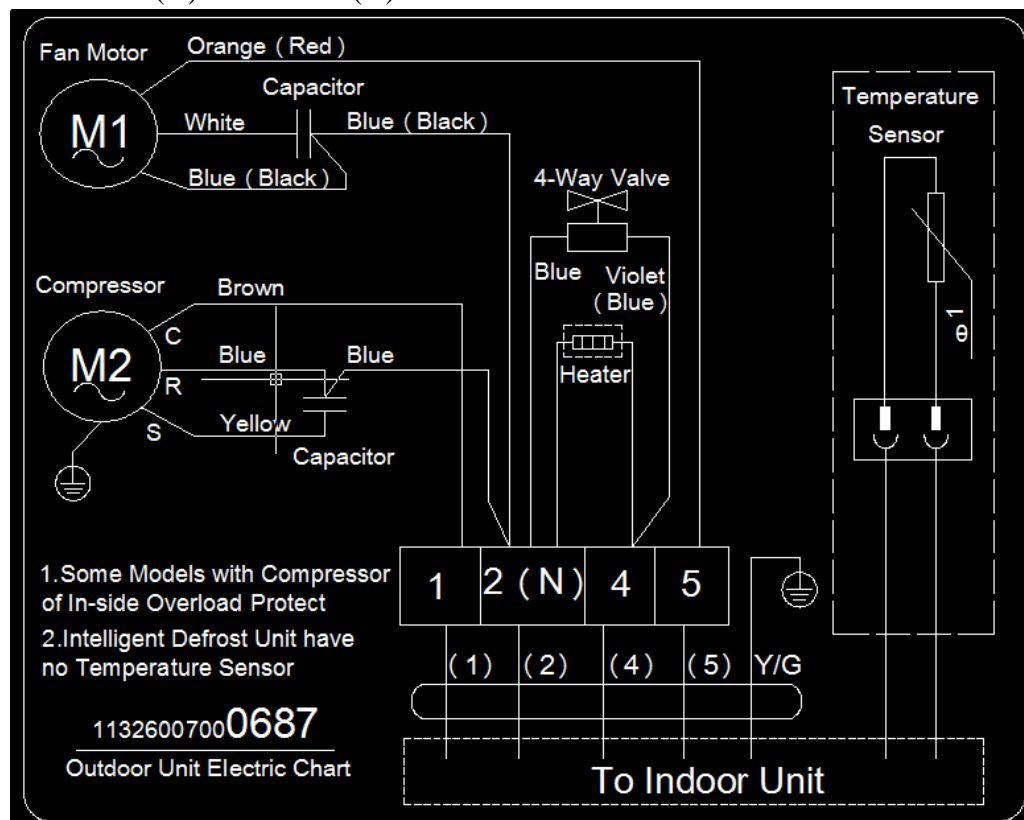 Fan Motor
Orange ( Red )
Capacitor
M1
White
Blue ( Black )
Blue ( Black )
Temperature
Sensor
4-Way Valve
Blue
Violet
( Blue )
Compressor
Brown
C
M2
Blue
Blue
R
Heater
S
Yellow
Capacitor
θ 1
1
2 ( N )
4
5
1.Some Models with Compressor
of In-side Overload Protect
2.Intelligent Defrost Unit have
no Temperature Sensor
( 1 )
( 2 )
( 4 )
( 5 )
Y/G
11326007000687
Outdoor Unit Electric Chart
To Indoor Unit